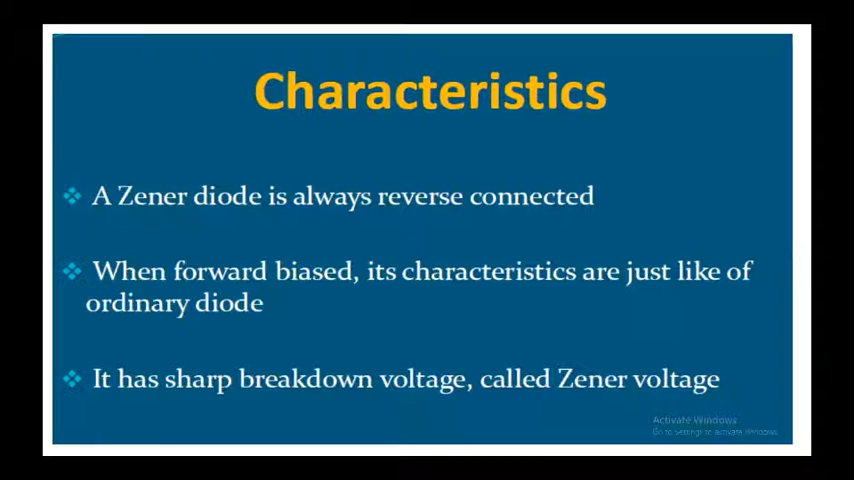 Characteristics
A Zener diode is always reverse connected
When forward biased, its characteristics are just like of
ordinary diode
It has sharp breakdown voltage, called Zener voltage
Activate Windows
Go to Settings to activate Windows.